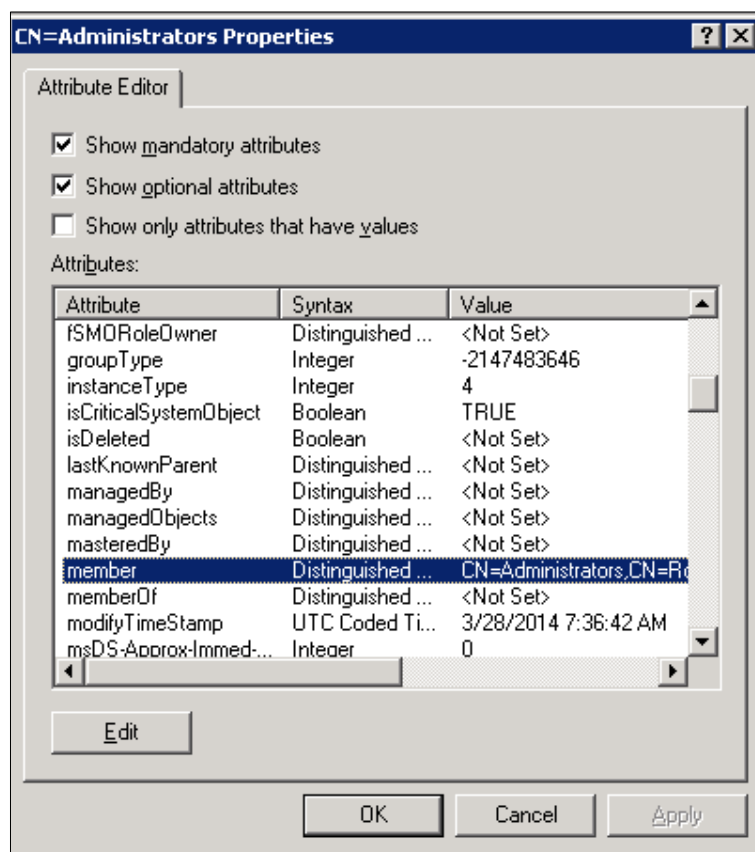 CN=Administrators Properties
Attribute Editor
Show mandatory attributes
Show optional attributes
Show only attributes that have values
Attributes:
Attribute Syntax Value
fSMORoleOwner Distinguished ... <Not Set>
groupType Integer -2147483646
instanceType Integer 4
isCriticalSystemObject Boolean TRUE
isDeleted Boolean <Not Set>
lastKnownParent Distinguished ... <Not Set>
managedBy Distinguished ... <Not Set>
managedObjects Distinguished ... <Not Set>
masteredBy Distinguished ... <Not Set>
member Distinguished ... CN=Administrators,CN=Ro
memberOf Distinguished ... <Not Set>
modifyTimeStamp UTC Coded Ti... 3/28/2014 7:36:42 AM
msDS-Approx-Immed-... Integer 0
Edit
OK Cancel Apply